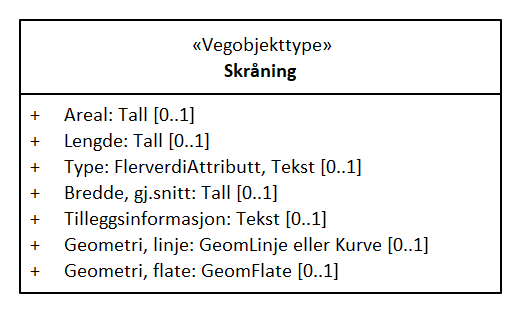 «Vegobjekttype»
Skråning
+ Areal: Tall [0..1]
+ Lengde: Tall [0..1]
+ Type: FlerverdiAttributt, Tekst [0..1]
+ Bredde, gj.snitt: Tall [0..1]
+ Tilleggsinformasjon: Tekst [0..1]
+ Geometri, linje: GeomLinje eller Kurve [0..1]
+ Geometri, flate: GeomFlate [0..1]